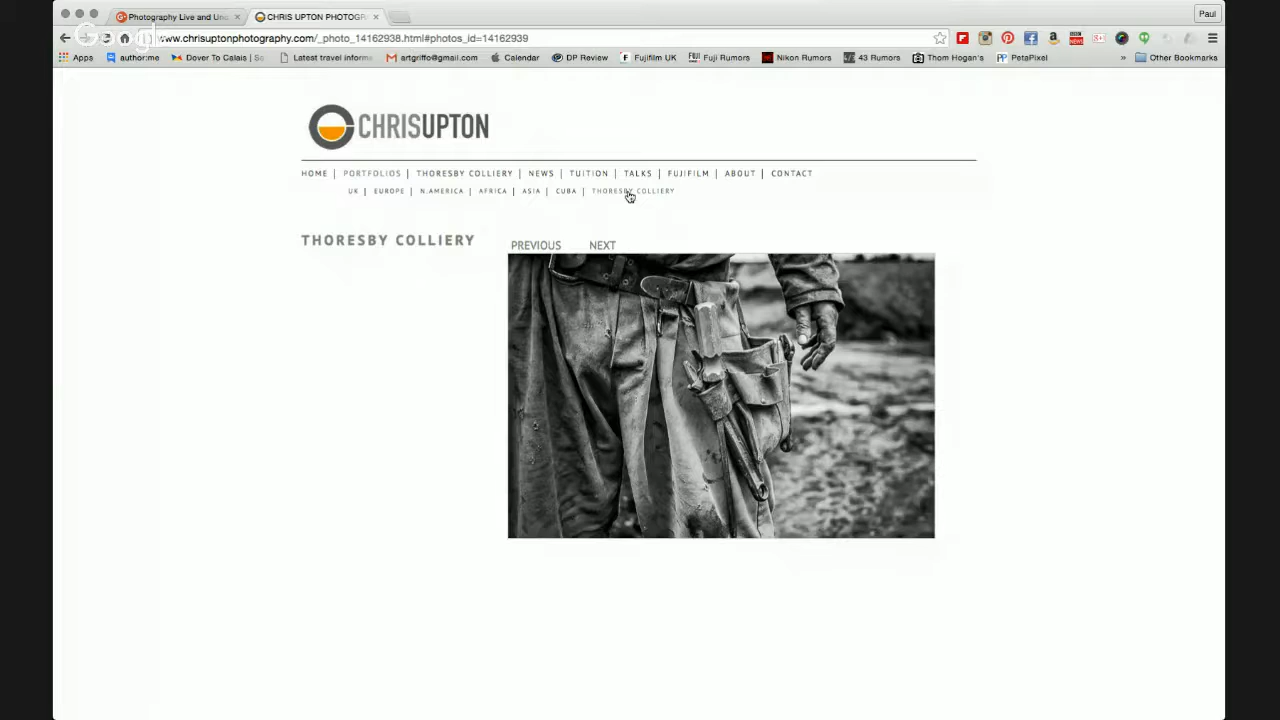 Photography Live and Un
CHRIS UPTON PHOTOGR
Paul
www.chrisuptonphotography.com/_photo_14162938.html#photos_id=14162939
Apps author:me Dover To Calais | Sc Latest travel informa artgriffo@gmail.com Calendar DP Review Fujifilm UK Fuji Rumors Nikon Rumors 43 Rumors Thom Hogan's PetaPixel » Other Bookmarks
CHRISUPTON
HOME | PORTFOLIOS | THORESBY COLLIERY | NEWS | TUITION | TALKS | FUJIFILM | ABOUT | CONTACT
UK | EUROPE | N.AMERICA | AFRICA | ASIA | CUBA | THORESBY COLLIERY
THORESBY COLLIERY
PREVIOUS NEXT